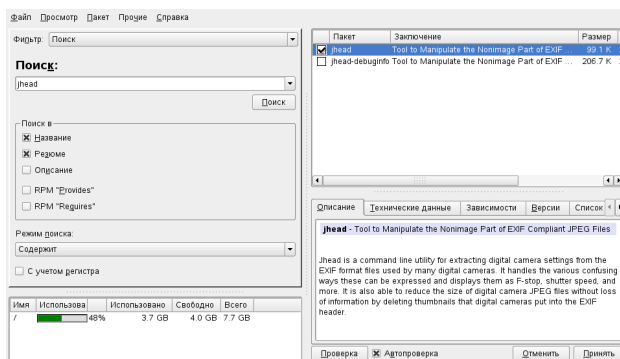 Файл Просмотр Пакет Прочие Справка
Фильтр: Поиск
Поиск:
jhead
Поиск
Поиск в
Название
Резюме
Описание
RPM "Provides"
RPM "Requires"
Режим поиска:
Содержит
С учетом регистра
Имя Использова Использовано Свободно Всего
/ 48% 3.7 GB 4.0 GB 7.7 GB
Пакет Заключение Размер
jhead Tool to Manipulate the Nonimage Part of EXIF ... 99.1 K
jhead-debuginfo Tool to Manipulate the Nonimage Part of EXIF ... 206.7 K
Описание Технические данные Зависимости Версии Список
jhead - Tool to Manipulate the Nonimage Part of EXIF Compliant JPEG Files
Jhead is a command line utility for extracting digital camera settings from the
EXIF format files used by many digital cameras. It handles the various confusing
ways these can be expressed and displays them as F-stop, shutter speed, and
more. It is also able to reduce the size of digital camera JPEG files without loss
of information by deleting thumbnails that digital cameras put into the EXIF
header.
Проверка Автопроверка Отменить Принять